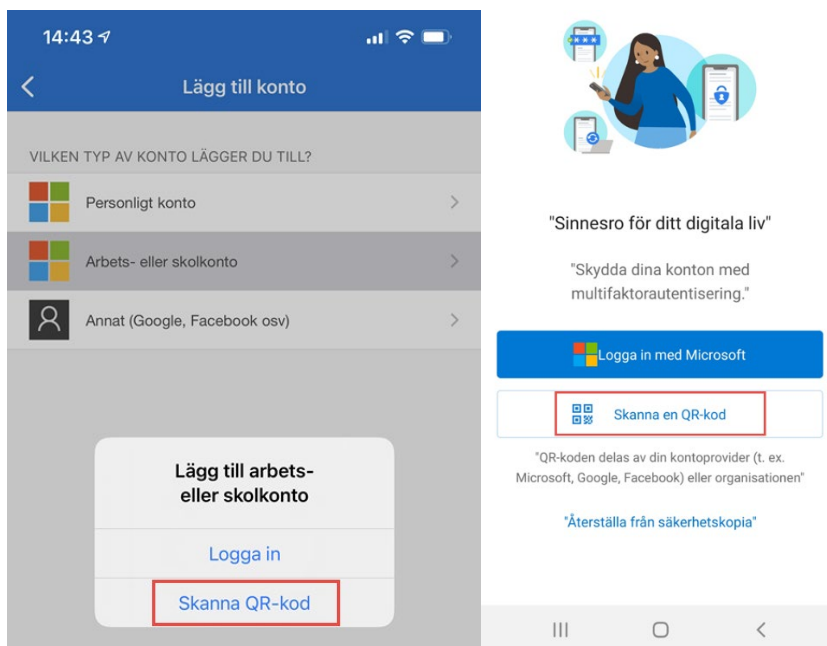 14:43
Lägg till konto
VILKEN TYP AV KONTO LÄGGER DU TILL?
Personligt konto
Arbets- eller skolkonto
Annat (Google, Facebook osv)
Lägg till arbets-
eller skolkonto
Logga in
Skanna QR-kod
"Sinnesro för ditt digitala liv"
"Skydda dina konton med
multifaktorautentisering."
Logga in med Microsoft
Skanna en QR-kod
"QR-koden delas av din kontoprovider (t. ex.
Microsoft, Google, Facebook) eller organisationen"
"Återställa från säkerhetskopia"